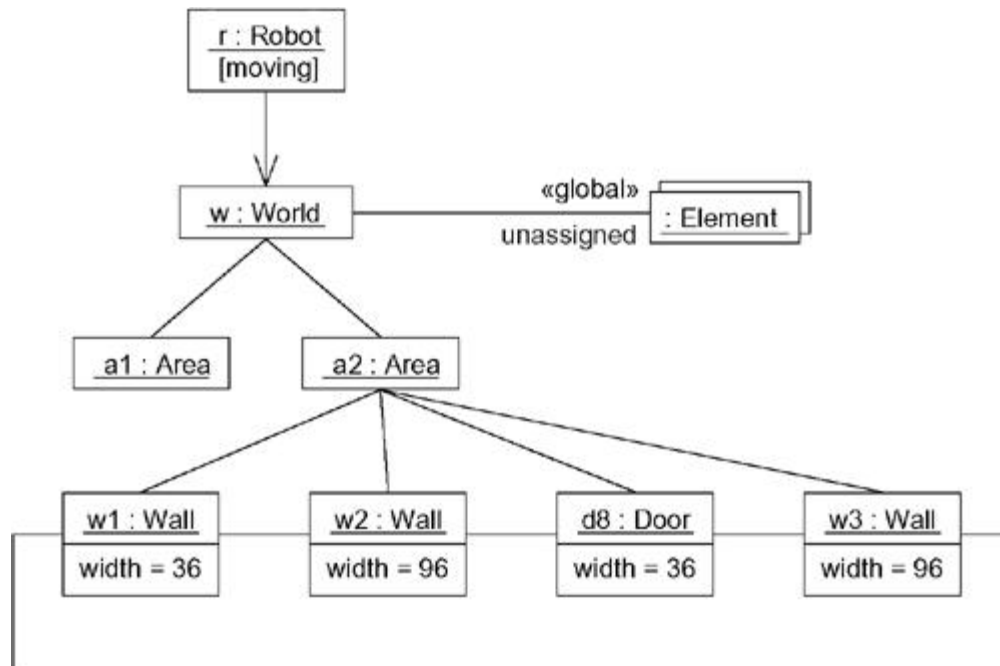 r : Robot
[moving]
«global»
w : World
: Element
unassigned
a1 : Area
a2 : Area
w1 : Wall
width = 36
w2 : Wall
width = 96
d8 : Door
width = 36
w3 : Wall
width = 96